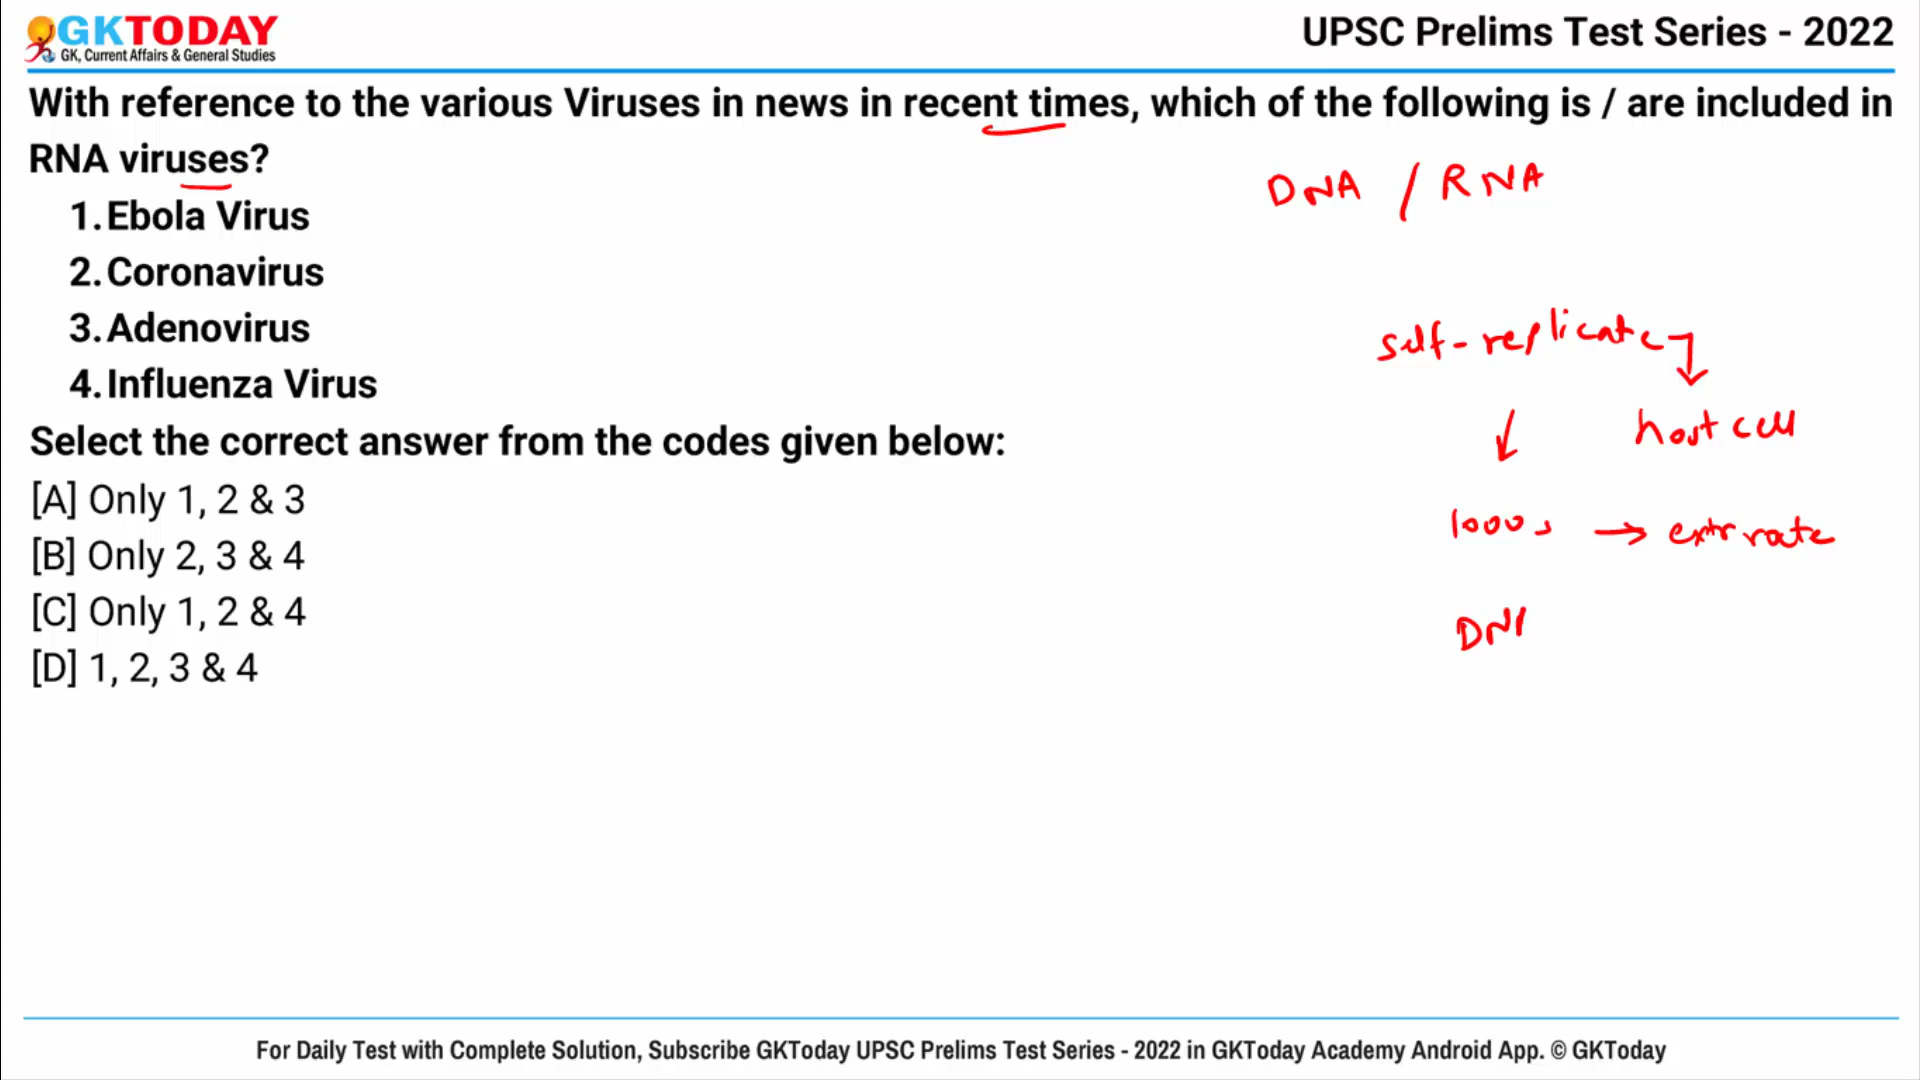 GKTODAY
GK, Current Affairs & General Studies
UPSC Prelims Test Series - 2022
With reference to the various Viruses in news in recent times, which of the following is / are included in
RNA viruses?
1. Ebola Virus
2. Coronavirus
3. Adenovirus
4. Influenza Virus
Select the correct answer from the codes given below:
[A] Only 1, 2 & 3
[B] Only 2, 3 & 4
[C] Only 1, 2 & 4
[D] 1, 2, 3 & 4
DNA / RNA
self-replicate
host cell
1000s → 
DN
For Daily Test with Complete Solution, Subscribe GKToday UPSC Prelims Test Series - 2022 in GKToday Academy Android App. © GKToday